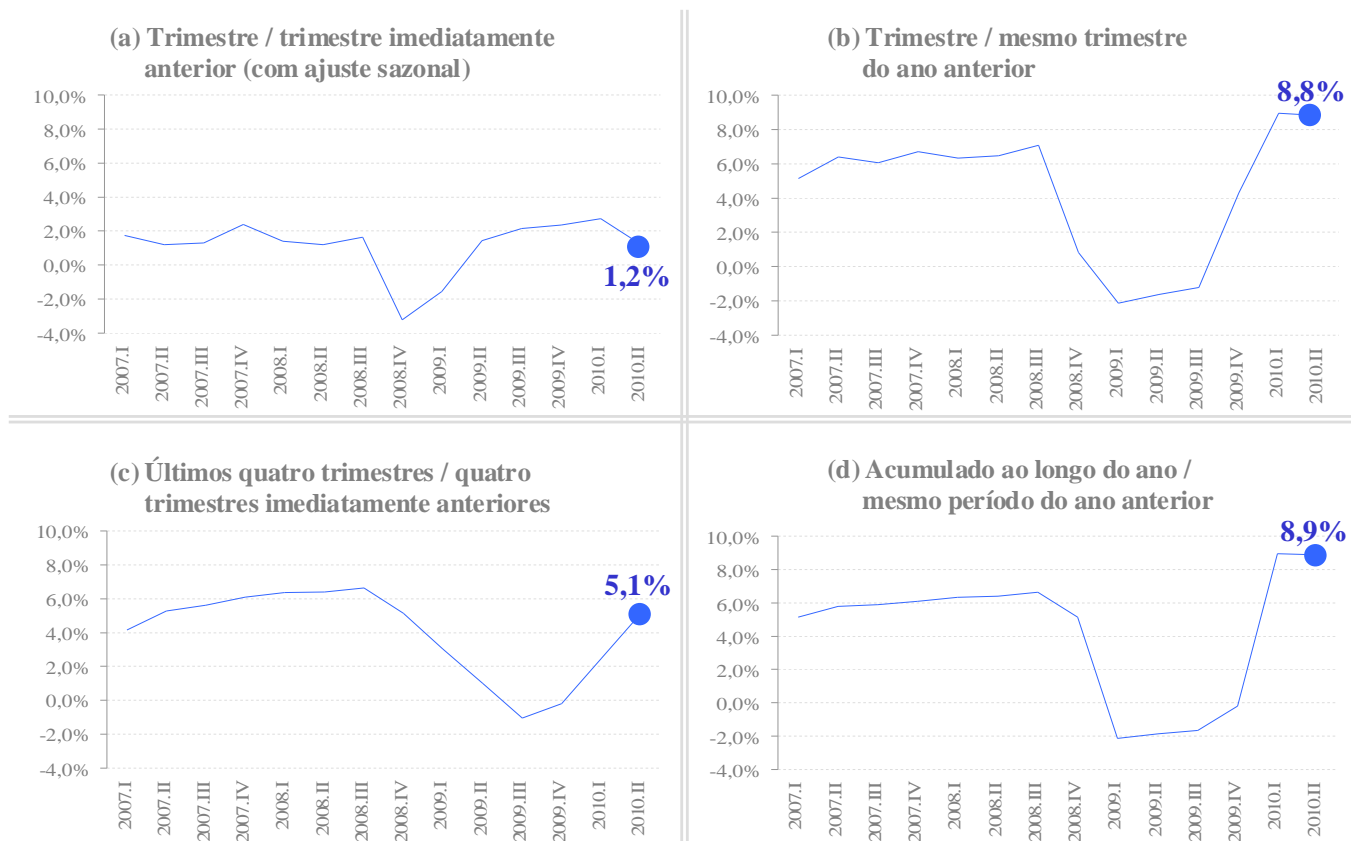 (a) Trimestre / trimestre imediatamente
anterior (com ajuste sazonal)
10,0%
8,0%
6,0%
4,0%
2,0%
0,0%
-2,0%
-4,0%
1,2%
2007.I
2007.II
2007.III
2007.IV
2008.I
2008.II
2008.III
2008.IV
2009.I
2009.II
2009.III
2009.IV
2010.I
2010.II
(b) Trimestre / mesmo trimestre
do ano anterior
10,0%
8,0%
6,0%
4,0%
2,0%
0,0%
-2,0%
-4,0%
8,8%
2007.I
2007.II
2007.III
2007.IV
2008.I
2008.II
2008.III
2008.IV
2009.I
2009.II
2009.III
2009.IV
2010.I
2010.II
(c) Últimos quatro trimestres / quatro
trimestres imediatamente anteriores
10,0%
8,0%
6,0%
4,0%
2,0%
0,0%
-2,0%
-4,0%
5,1%
2007.I
2007.II
2007.III
2007.IV
2008.I
2008.II
2008.III
2008.IV
2009.I
2009.II
2009.III
2009.IV
2010.I
2010.II
(d) Acumulado ao longo do ano /
mesmo período do ano anterior
10,0%
8,0%
6,0%
4,0%
2,0%
0,0%
-2,0%
-4,0%
8,9%
2007.I
2007.II
2007.III
2007.IV
2008.I
2008.II
2008.III
2008.IV
2009.I
2009.II
2009.III
2009.IV
2010.I
2010.II